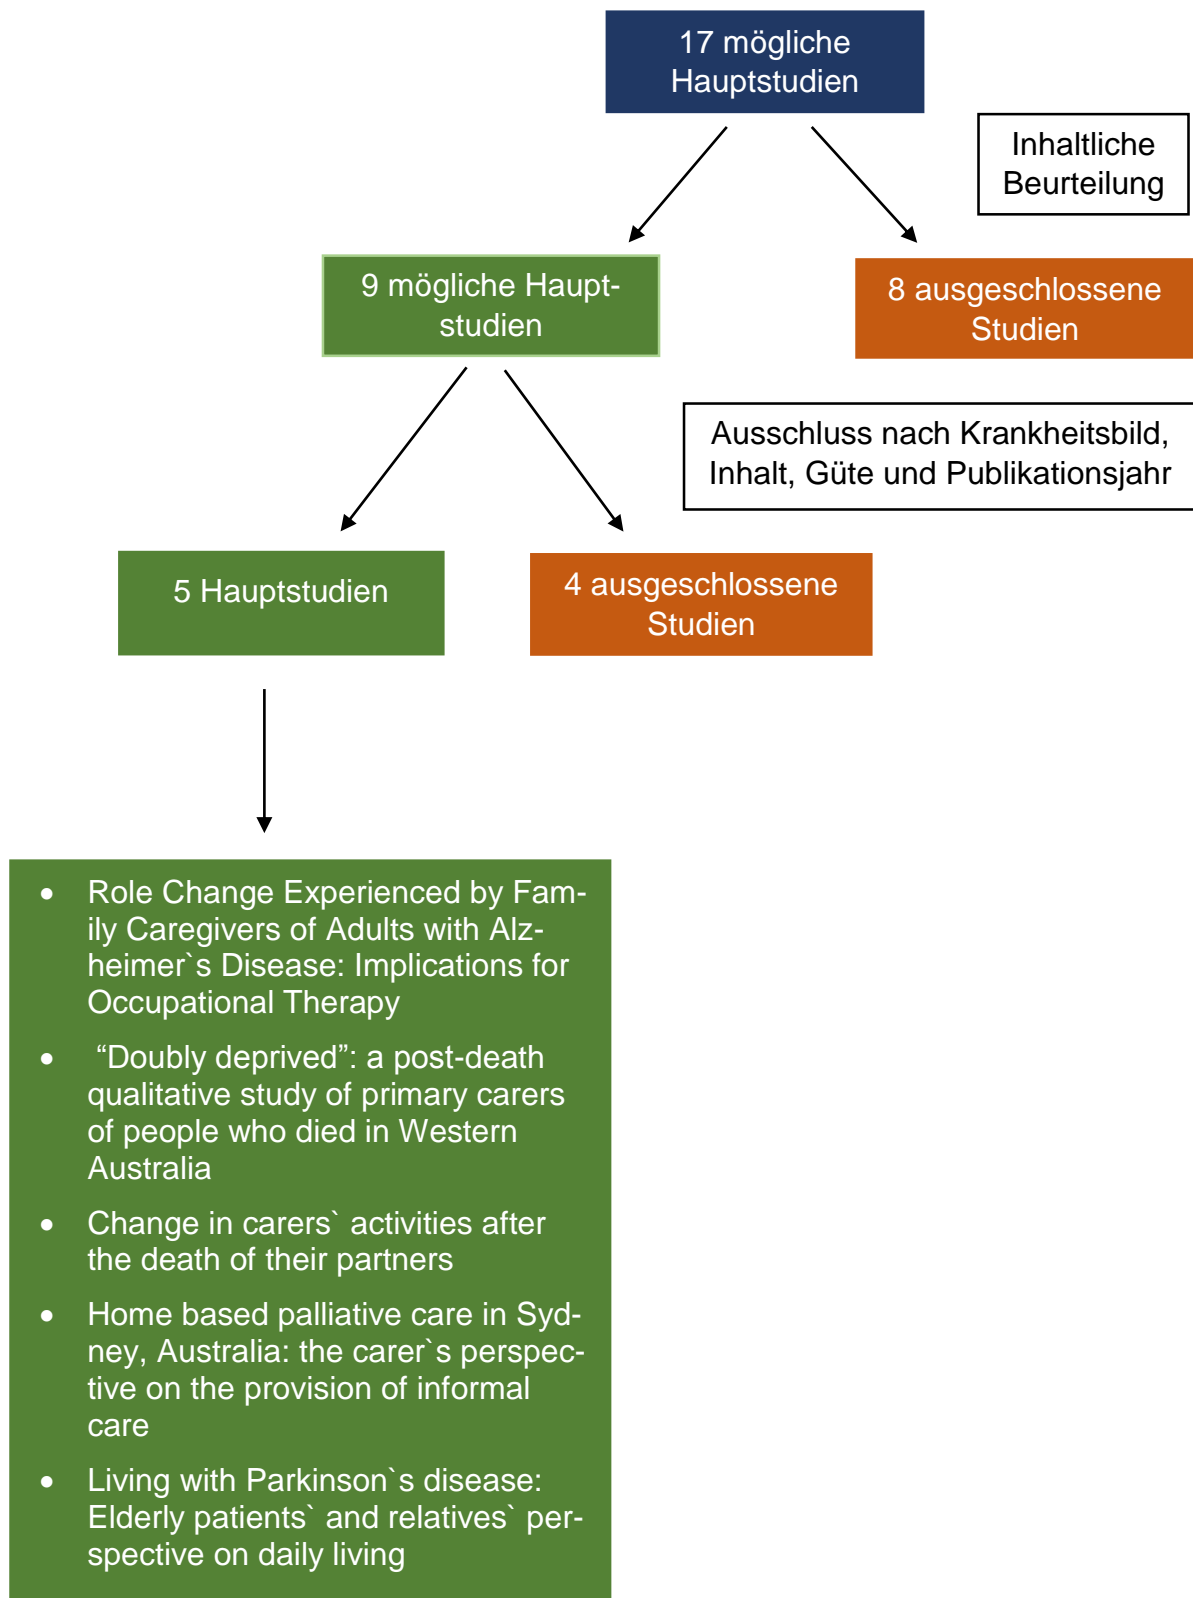 17 mögliche
Hauptstudien
Inhaltliche
Beurteilung
9 mögliche Haupt-
studien
8 ausgeschlossene
Studien
Ausschluss nach Krankheitsbild,
Inhalt, Güte und Publikationsjahr
5 Hauptstudien
4 ausgeschlossene
Studien
• Role Change Experienced by Fam-
ily Caregivers of Adults with Alz-
heimer`s Disease: Implications for
Occupational Therapy
• “Doubly deprived”: a post-death
qualitative study of primary carers
of people who died in Western
Australia
• Change in carers` activities after
the death of their partners
• Home based palliative care in Syd-
ney, Australia: the carer`s perspec-
tive on the provision of informal
care
• Living with Parkinson`s disease:
Elderly patients` and relatives` per-
spective on daily living